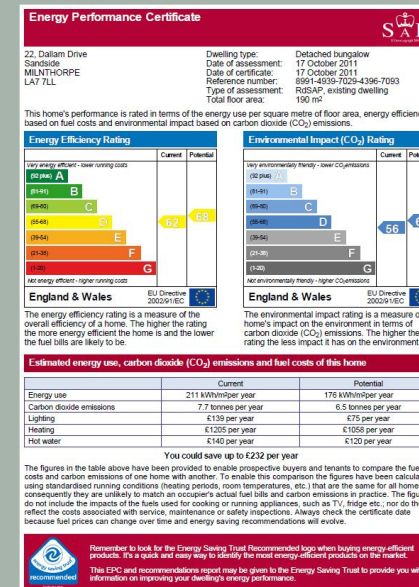 Energy Performance Certificate
22, Dallam Drive
Sandside
MILNTHORPE
LA7 7LL
Dwelling type: Detached bungalow
Date of assessment: 17 October 2011
Date of certificate: 17 October 2011
Reference number: 8991-4939-7029-4396-7093
Type of assessment: RdSAP, existing dwelling
Total floor area: 190 m²
This home's performance is rated in terms of the energy use per square metre of floor area, energy
based on fuel costs and environmental impact based on carbon dioxide (CO₂) emissions.
Energy Efficiency Rating
Current Potential
Very energy efficient - lower running costs
(92 plus) A
(81-91) B
(69-80) C
(55-68) D
(39-54) E
(21-38) F
(1-20) G
62 68
Not energy efficient - higher running costs
England & Wales
EU Directive
2002/91/EC
Environmental Impact (CO₂) Rating
Current
Very environmentally friendly - lower CO₂ emissions
(92 plus) A
(81-91) B
(69-80) C
(55-68) D
(39-54) E
(21-38) F
(1-20) G
56
Not environmentally friendly - higher CO₂ emissions
England & Wales
EU Directive
2002/91/EC
The energy efficiency rating is a measure of the
overall efficiency of a home. The higher the rating
the more energy efficient the home is and the lower
the fuel bills are likely to be.
The environmental impact rating is a measure
home's impact on the environment in terms of
carbon dioxide (CO₂) emissions. The higher the
rating the less impact it has on the environment
Estimated energy use, carbon dioxide (CO₂) emissions and fuel costs of this home
Current Potential
Energy use 211 kWh/m² per year 176 kWh/m² per year
Carbon dioxide emissions 7.7 tonnes per year 6.5 tonnes per year
Lighting £139 per year £75 per year
Heating £1205 per year £1058 per year
Hot water £140 per year £120 per year
You could save up to £232 per year
The figures in the table above have been provided to enable prospective buyers and tenants to compare the
costs and carbon emissions of one home with another. To enable this comparison the figures have been
using standardised running conditions (heating periods, room temperatures, etc.) that are the same for all
consequently they are unlikely to match an occupier's actual fuel bills and carbon emissions in practice. The
do not include the impacts of the fuels used for cooking or running appliances, such as TV, fridge etc.; nor do
reflect the costs associated with service, maintenance or safety inspections. Always check the certificate date
because fuel prices can change over time and energy saving recommendations will evolve.
energy saving trust
recommended
Remember to look for the Energy Saving Trust Recommended logo when buying energy-efficient
products. It's a quick and easy way to identify the most energy-efficient products on the market.
This EPC and recommendations report may be given to the Energy Saving Trust to provide you
information on improving your dwelling's energy performance.